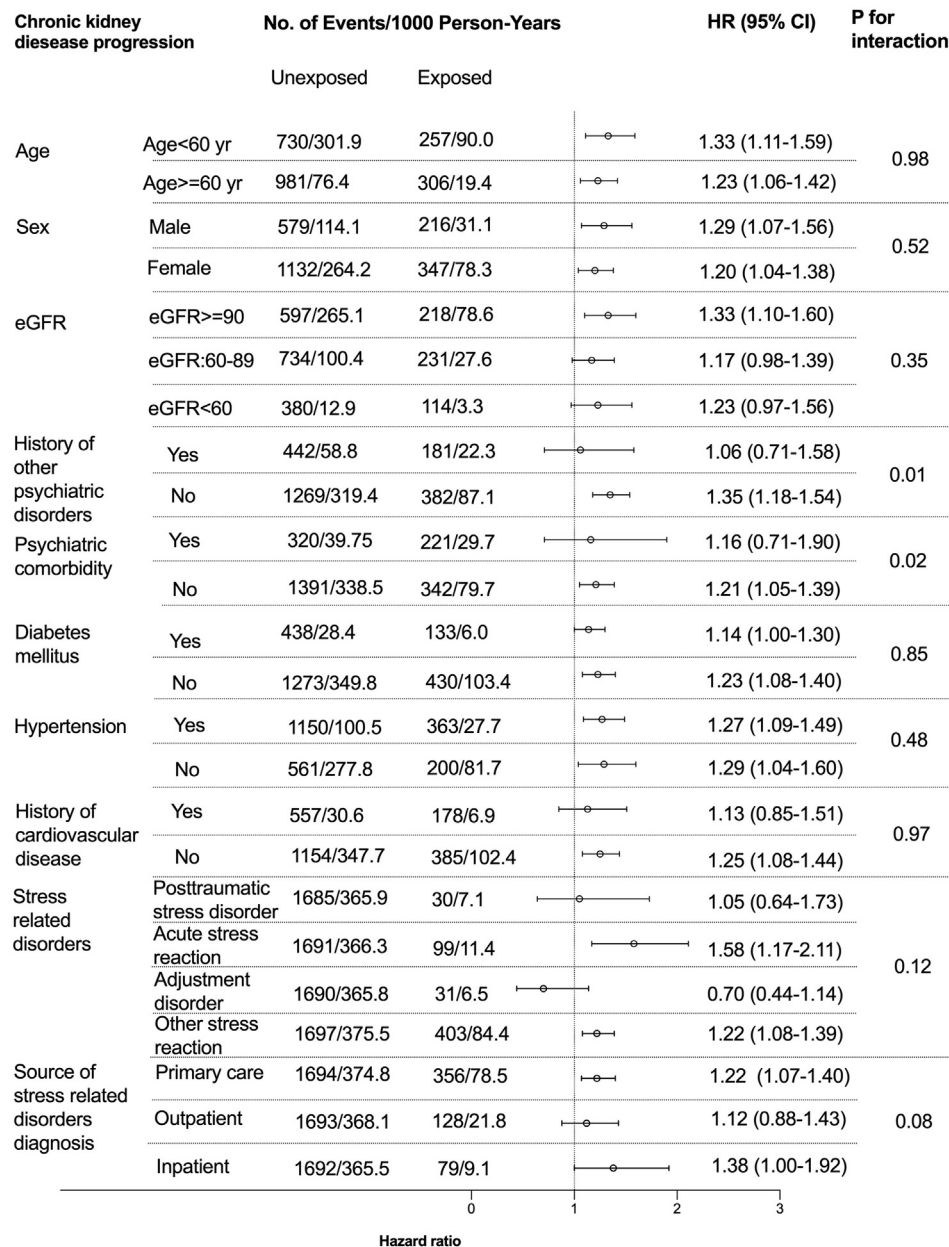 Chronic kidney diesease progression No. of Events/1000 Person-Years HR (95% CI) P for interaction
Unexposed Exposed
Age Age<60 yr 730/301.9 257/90.0 1.33 (1.11-1.59) 0.98
Age>=60 yr 981/76.4 306/19.4 1.23 (1.06-1.42)
Sex Male 579/114.1 216/31.1 1.29 (1.07-1.56) 0.52
Female 1132/264.2 347/78.3 1.20 (1.04-1.38)
eGFR eGFR>=90 597/265.1 218/78.6 1.33 (1.10-1.60)
eGFR:60-89 734/100.4 231/27.6 1.17 (0.98-1.39) 0.35
eGFR<60 380/12.9 114/3.3 1.23 (0.97-1.56)
History of other psychiatric disorders Yes 442/58.8 181/22.3 1.06 (0.71-1.58) 0.01
No 1269/319.4 382/87.1 1.35 (1.18-1.54)
Psychiatric comorbidity Yes 320/39.75 221/29.7 1.16 (0.71-1.90) 0.02
No 1391/338.5 342/79.7 1.21 (1.05-1.39)
Diabetes mellitus Yes 438/28.4 133/6.0 1.14 (1.00-1.30) 0.85
No 1273/349.8 430/103.4 1.23 (1.08-1.40)
Hypertension Yes 1150/100.5 363/27.7 1.27 (1.09-1.49) 0.48
No 561/277.8 200/81.7 1.29 (1.04-1.60)
History of cardiovascular disease Yes 557/30.6 178/6.9 1.13 (0.85-1.51) 0.97
No 1154/347.7 385/102.4 1.25 (1.08-1.44)
Stress related disorders Posttraumatic stress disorder 1685/365.9 30/7.1 1.05 (0.64-1.73)
Acute stress reaction 1691/366.3 99/11.4 1.58 (1.17-2.11) 0.12
Adjustment disorder 1690/365.8 31/6.5 0.70 (0.44-1.14)
Other stress reaction 1697/375.5 403/84.4 1.22 (1.08-1.39)
Source of stress related disorders diagnosis Primary care 1694/374.8 356/78.5 1.22 (1.07-1.40)
Outpatient 1693/368.1 128/21.8 1.12 (0.88-1.43) 0.08
Inpatient 1692/365.5 79/9.1 1.38 (1.00-1.92)
0 1 2 3
Hazard ratio